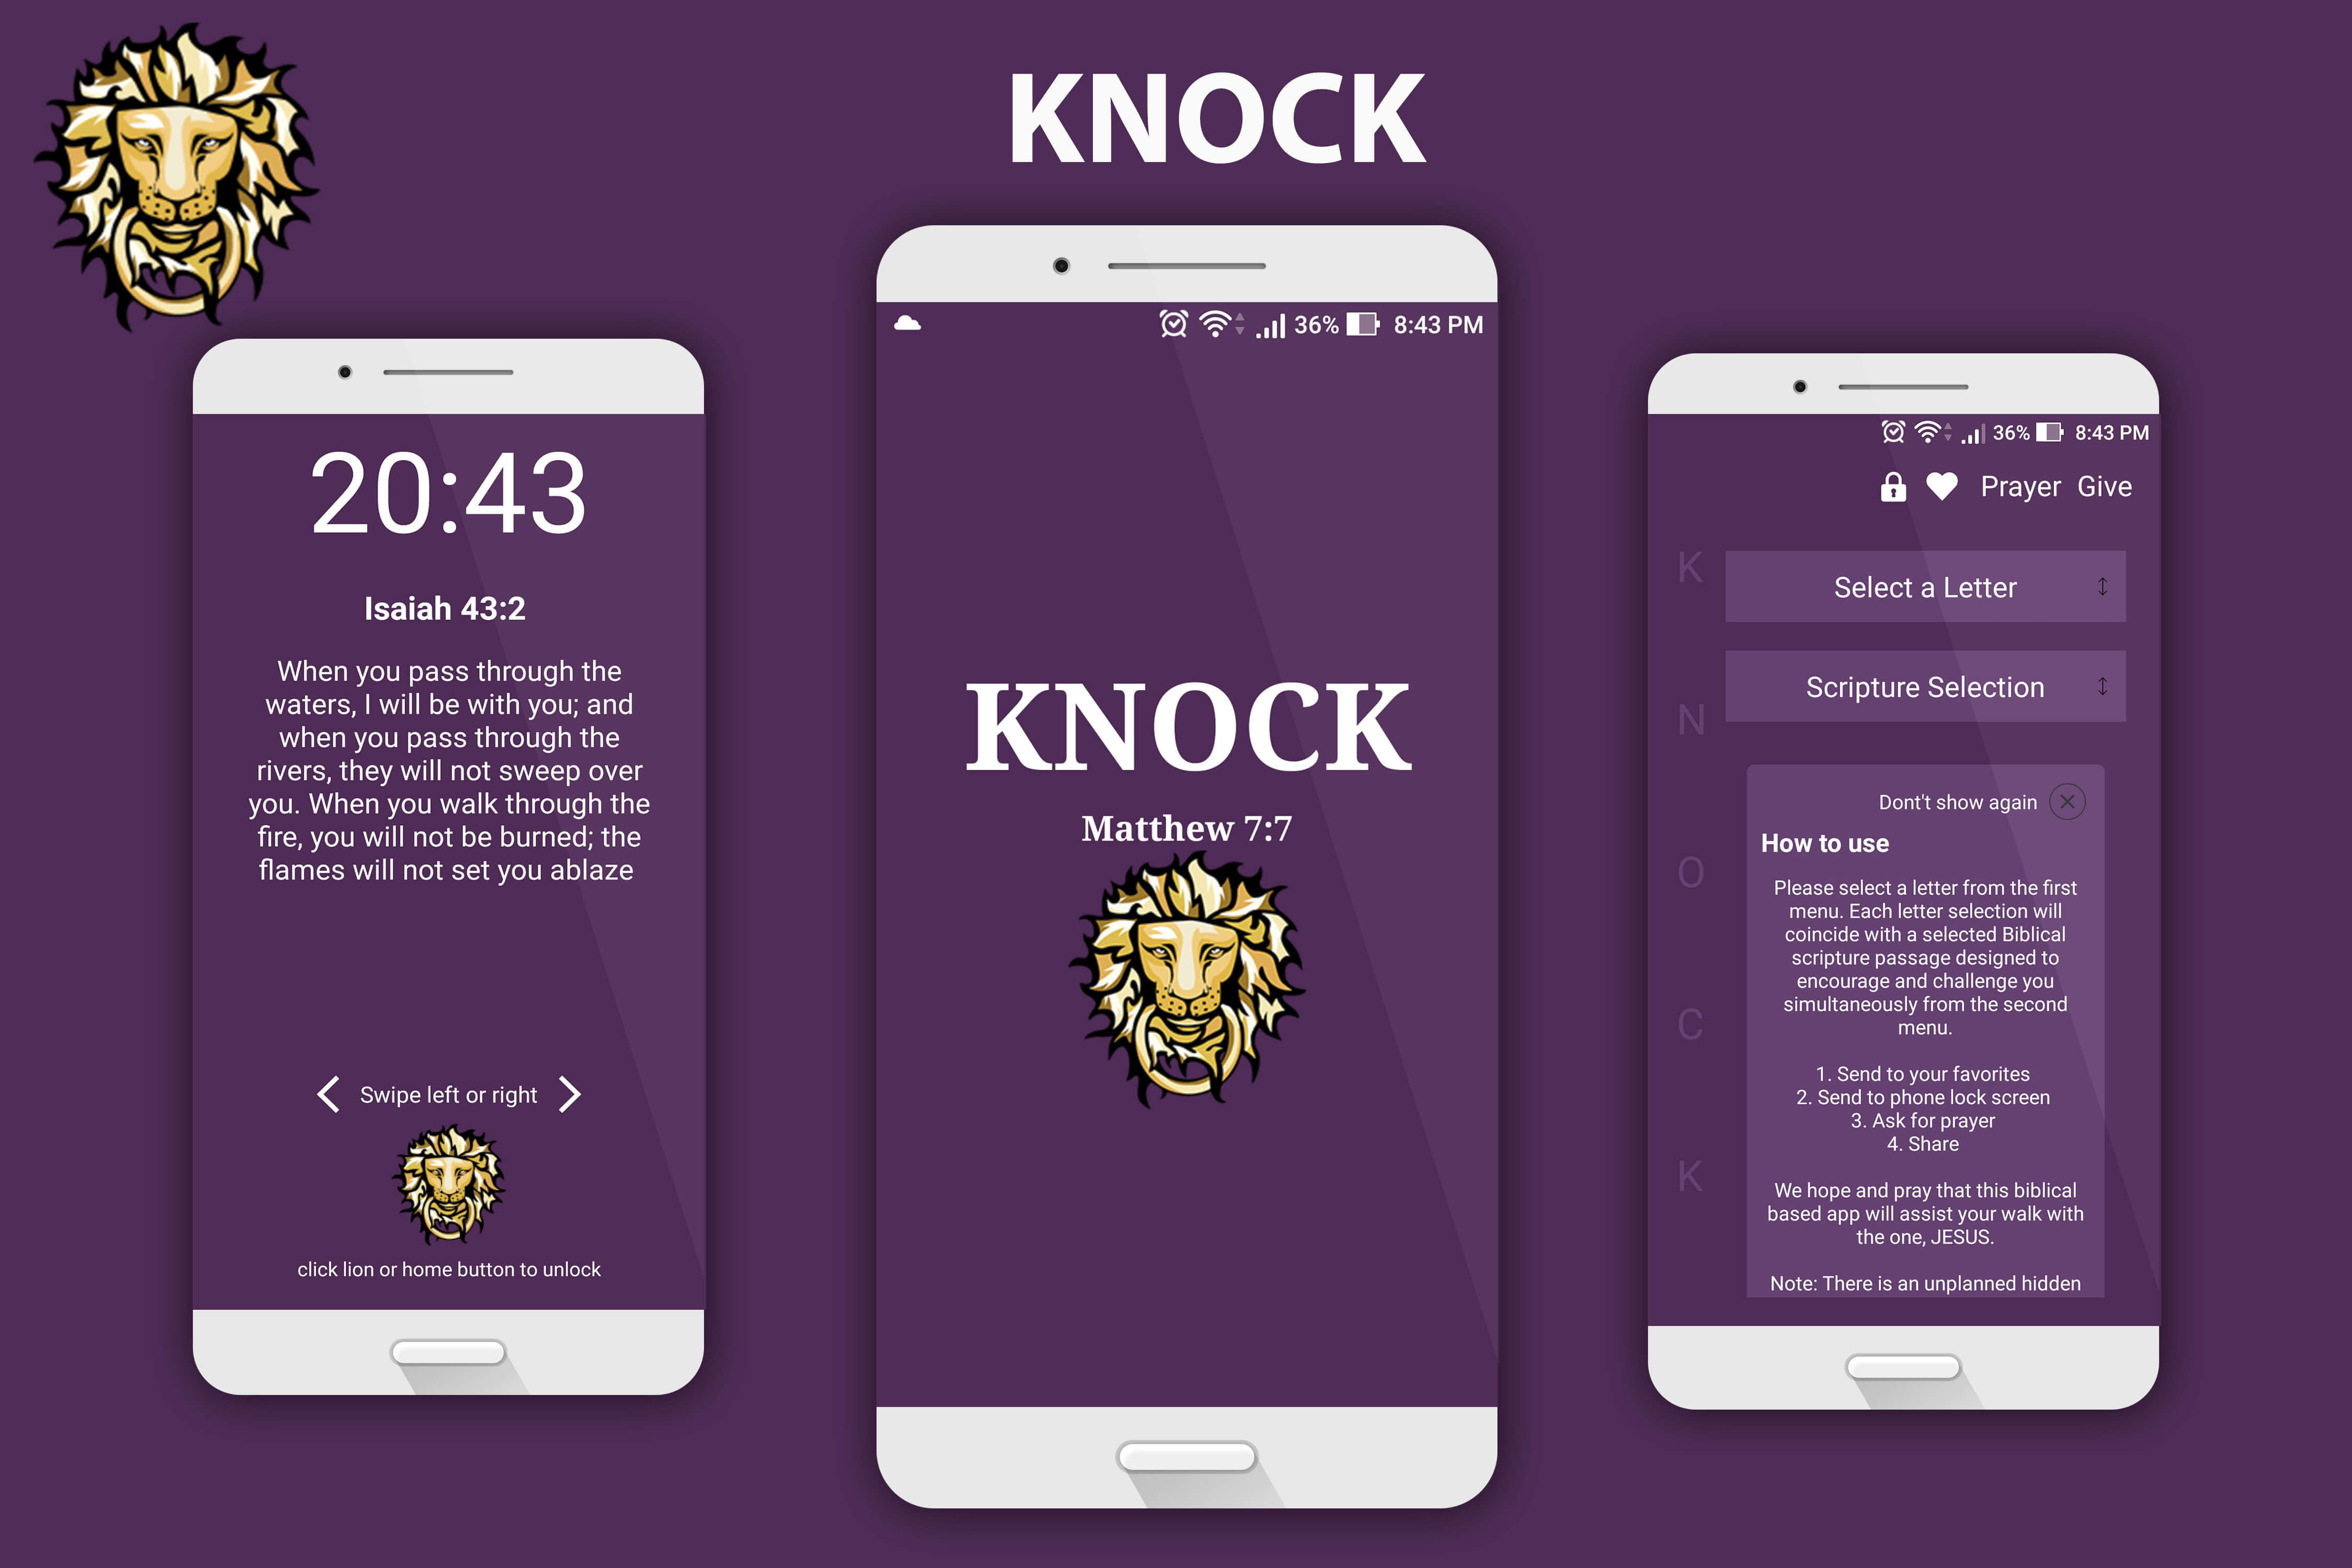 KNOCK
20:43
Isaiah 43:2
When you pass through the
waters, I will be with you; and
when you pass through the
rivers, they will not sweep over
you. When you walk through the
fire, you will not be burned; the
flames will not set you ablaze
Swipe left or right
click lion or home button to unlock
36% 8:43 PM
KNOCK
Matthew 7:7
36% 8:43 PM
Prayer Give
K
N
O
C
K
Select a Letter
Scripture Selection
Dont't show again
How to use
Please select a letter from the first
menu. Each letter selection will
coincide with a selected Biblical
scripture passage designed to
encourage and challenge you
simultaneously from the second
menu.
1. Send to your favorites
2. Send to phone lock screen
3. Ask for prayer
4. Share
We hope and pray that this biblical
based app will assist your walk with
the one, JESUS.
Note: There is an unplanned hidden